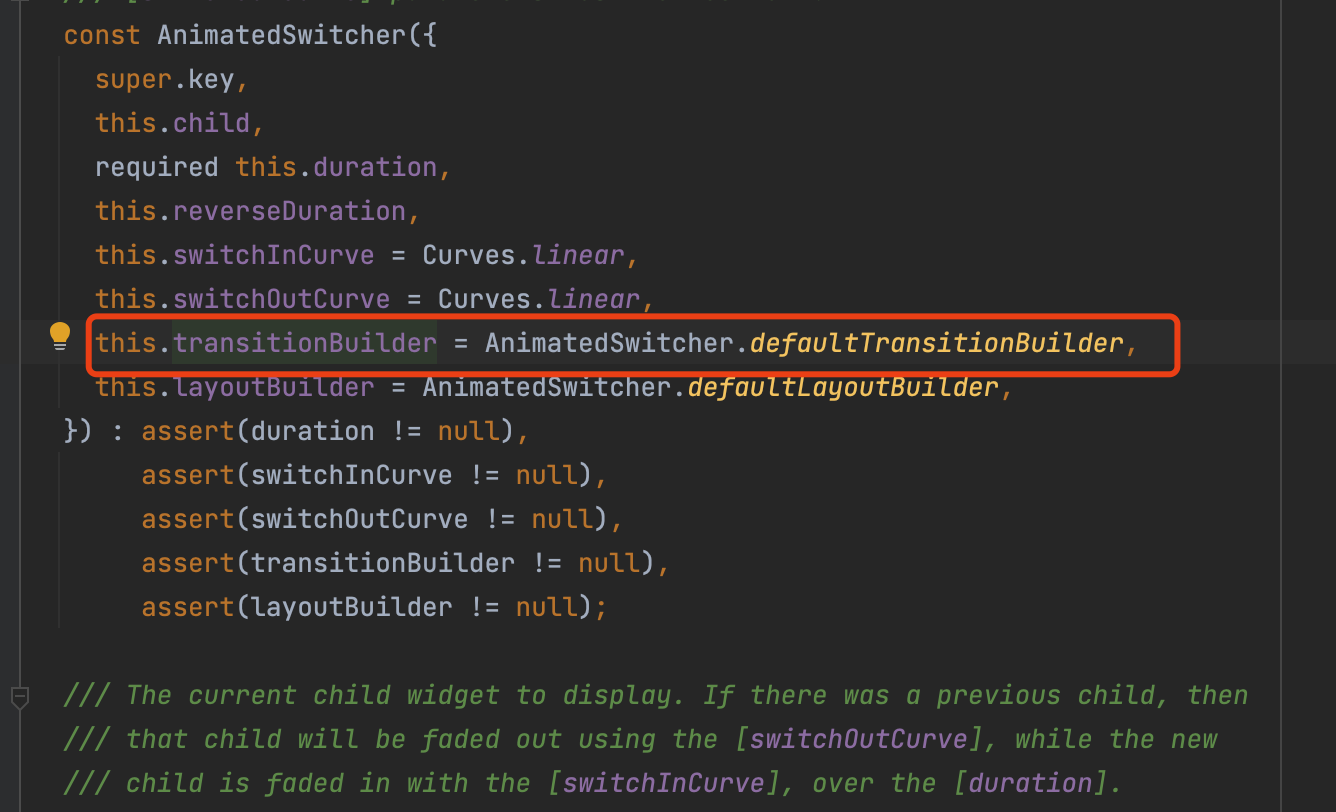 const AnimatedSwitcher({
super.key,
this.child,
required this.duration,
this.reverseDuration,
this.switchInCurve = Curves.linear,
this.switchOutCurve = Curves.linear,
this.transitionBuilder = AnimatedSwitcher.defaultTransitionBuilder,
this.layoutBuilder = AnimatedSwitcher.defaultLayoutBuilder,
}) : assert(duration != null),
assert(switchInCurve != null),
assert(switchOutCurve != null),
assert(transitionBuilder != null),
assert(layoutBuilder != null);
/// The current child widget to display. If there was a previous child, then
/// that child will be faded out using the [switchOutCurve], while the new
/// child is faded in with the [switchInCurve], over the [duration].